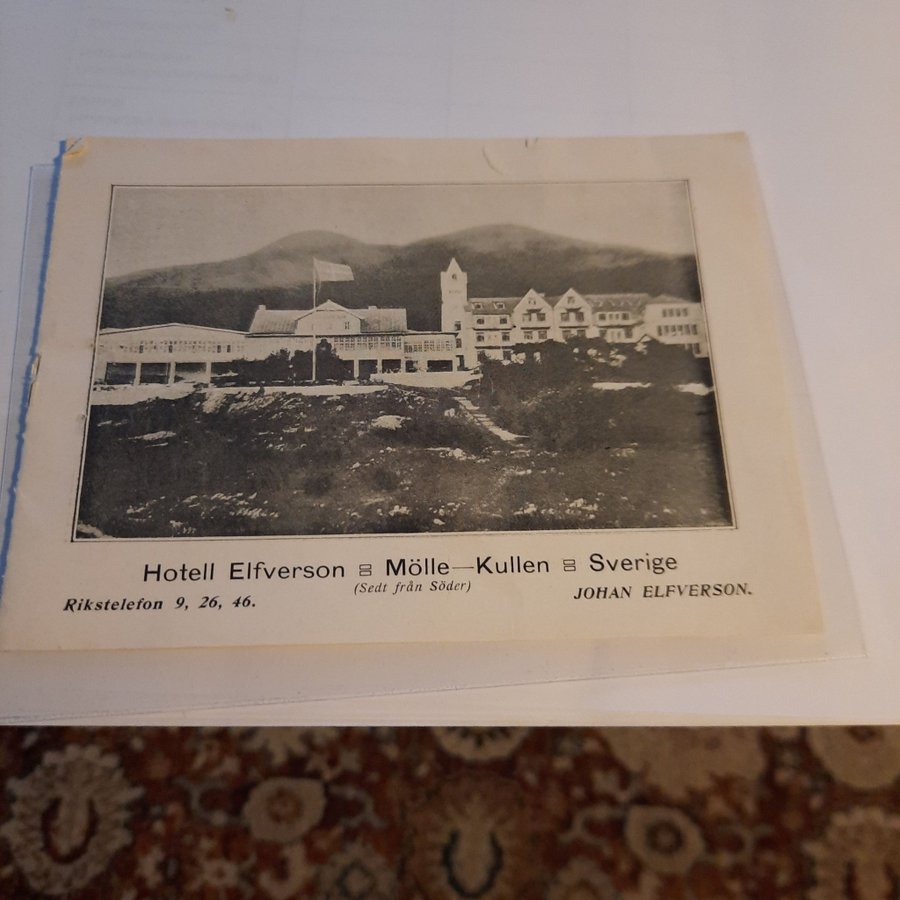 Hotell Elfverson = Mölle—Kullen = Sverige
(Sedt från Söder)
Rikstelefon 9, 26, 46.
JOHAN ELFVERSON.